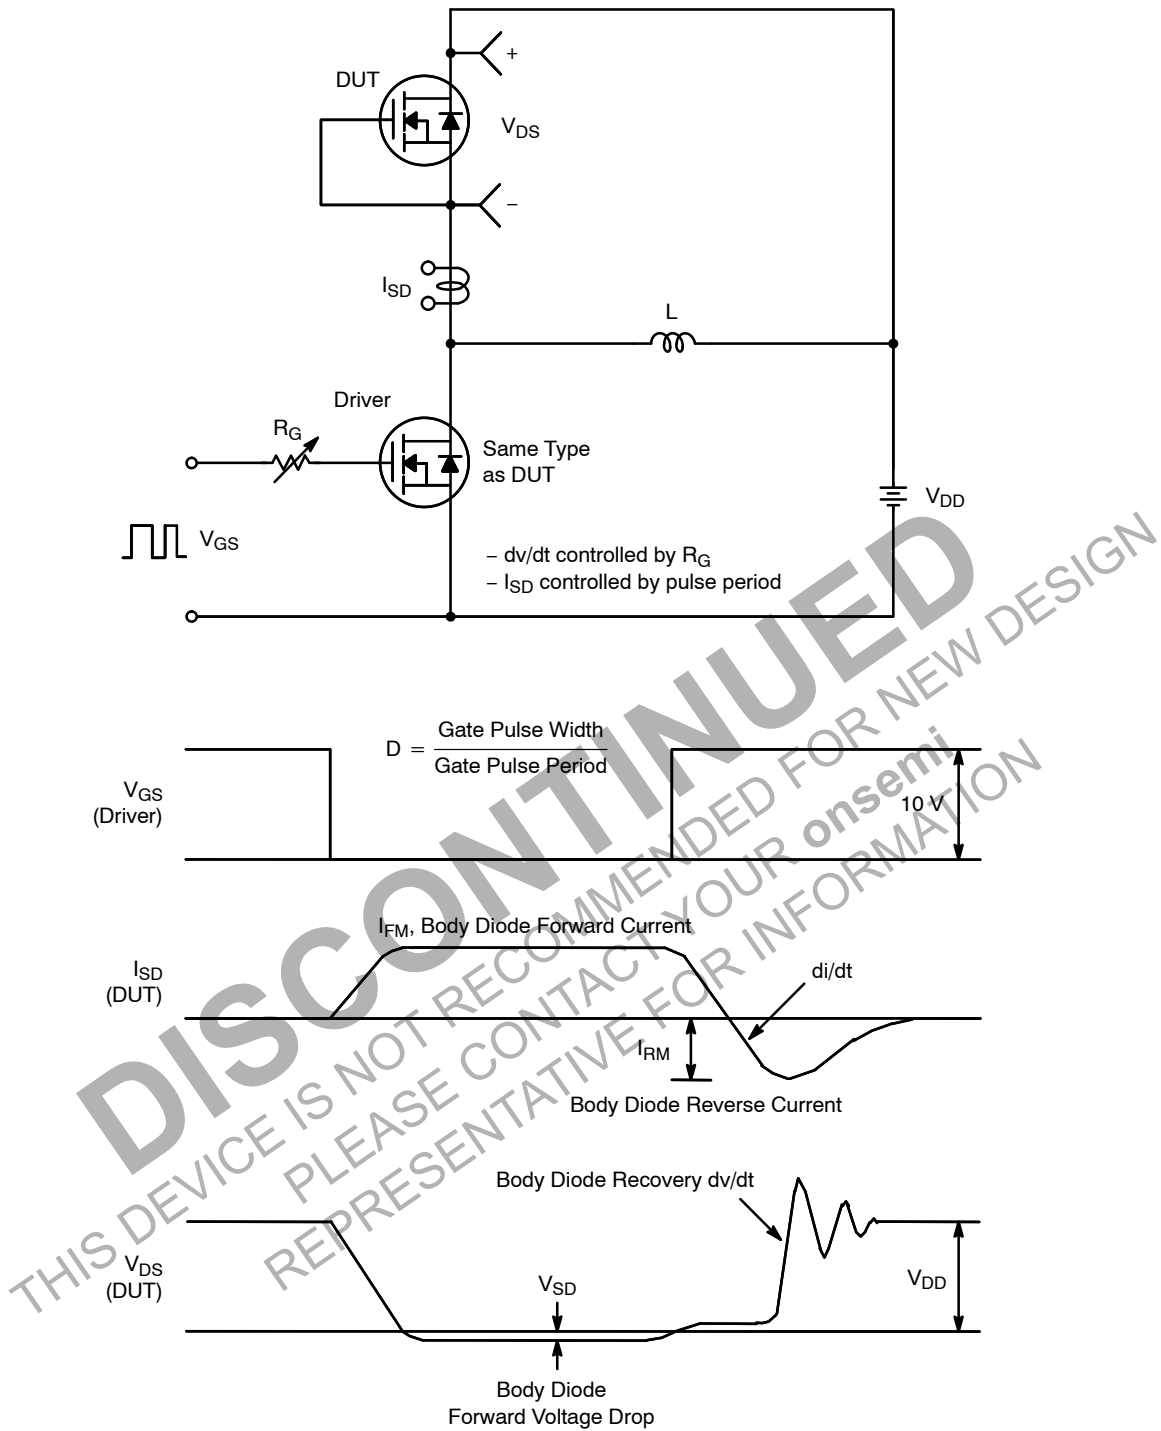 +
DUT
VDS
−
ISD
L
Driver
RG
Same Type
as DUT
VDD
VGS
− dv/dt controlled by RG
− ISD controlled by pulse period
D = Gate Pulse Width
Gate Pulse Period
VGS
(Driver)
10 V
IFM, Body Diode Forward Current
ISD
(DUT)
di/dt
IRM
Body Diode Reverse Current
Body Diode Recovery dv/dt
VDS
(DUT)
VSD
VDD
Body Diode
Forward Voltage Drop
DISCONTINUED
THIS DEVICE IS NOT RECOMMENDED FOR NEW DESIGN
PLEASE CONTACT YOUR onsemi
REPRESENTATIVE FOR INFORMATION